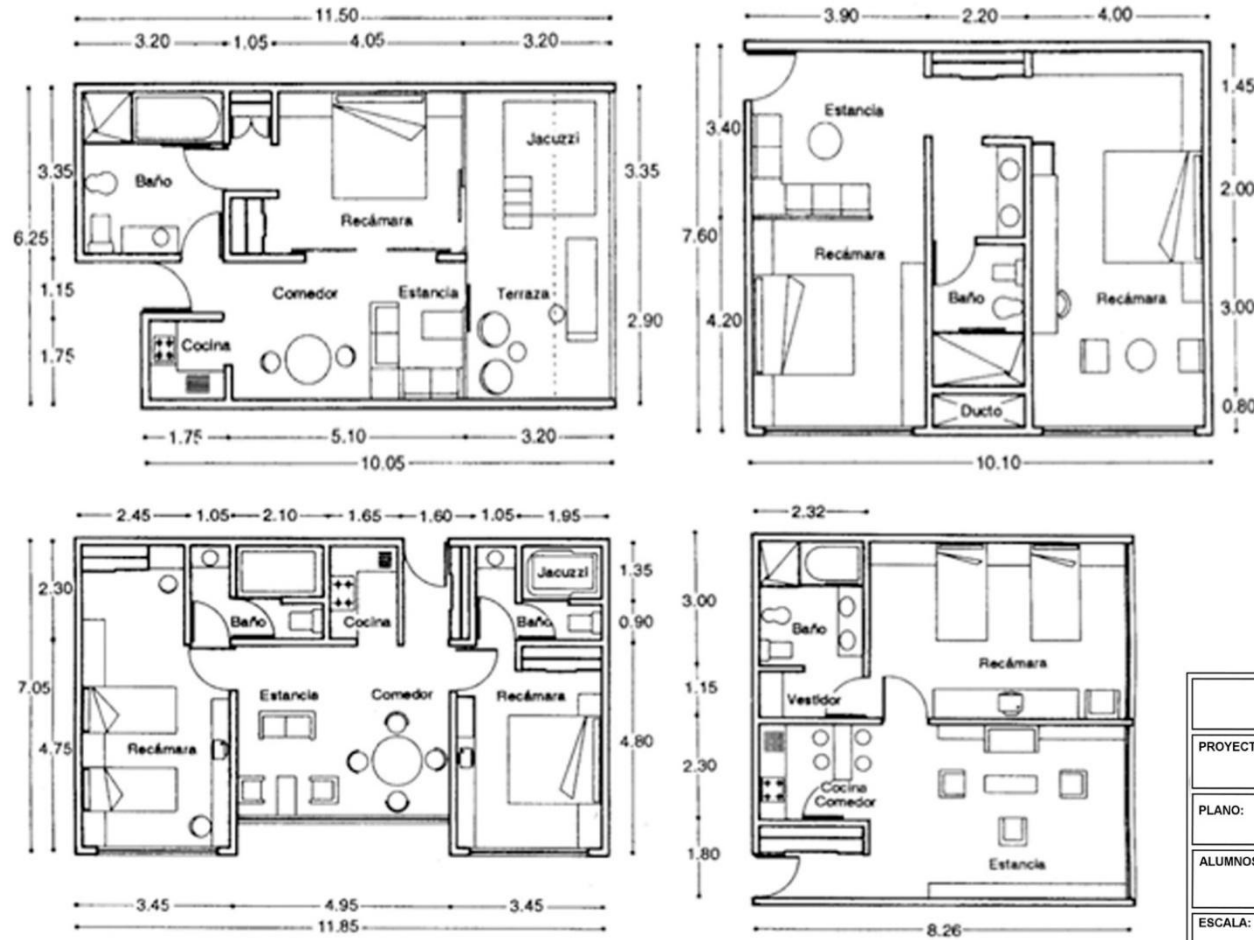 11.50
3.20 1.05 4.05 3.20
6.25
3.35
1.15
1.75
Baño
Recámara
Jacuzzi
Comedor
Estancia
Terraza
Cocina
3.35
2.90
1.75 5.10 3.20
10.05
3.90 2.20 4.00
7.60
3.40
4.20
Estancia
Recámara
Baño
Recámara
Ducto
1.45
2.00
3.00
0.80
10.10
2.45 1.05 2.10 1.65 1.60 1.05 1.95
7.05
2.30
4.75
Baño
Cocina
Jacuzzi
Baño
Estancia
Comedor
Recámara
Recámara
1.35
0.90
4.80
3.45 4.95 3.45
11.85
2.32
3.00
1.15
2.30
1.80
Baño
Recámara
Vestidor
Cocina
Comedor
Estancia
8.26
PROYECT
PLANO:
ALUMNOS
ESCALA: